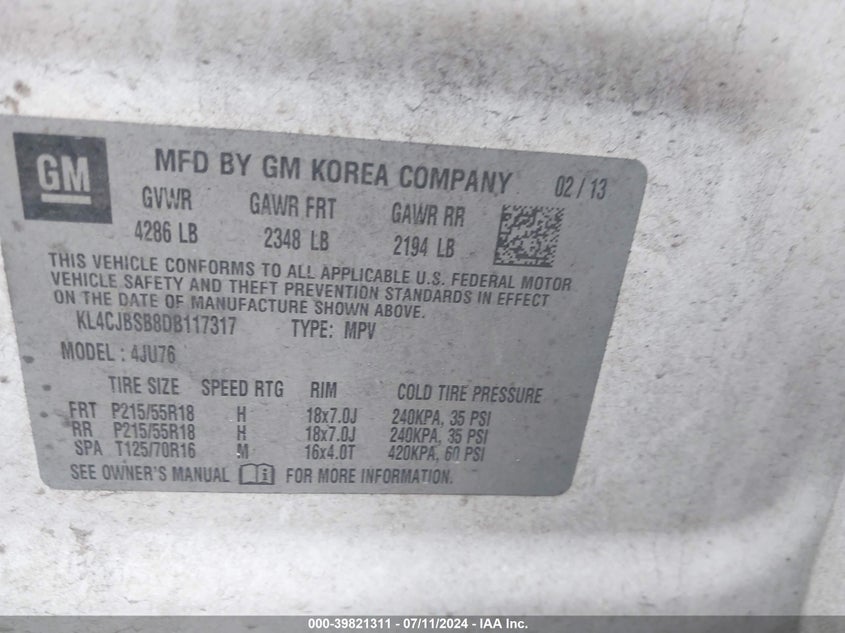 GM
MFD BY GM KOREA COMPANY 02 / 13
GVWR GAWR FRT GAWR RR
4286 LB 2348 LB 2194 LB
THIS VEHICLE CONFORMS TO ALL APPLICABLE U.S. FEDERAL MOTOR
VEHICLE SAFETY AND THEFT PREVENTION STANDARDS IN EFFECT
ON THE DATE OF MANUFACTURE SHOWN ABOVE.
KL4CJBSB8DB117317 TYPE: MPV
MODEL : 4JU76
TIRE SIZE SPEED RTG RIM COLD TIRE PRESSURE
FRT P215/55R18 H 18x7.0J 240KPA, 35 PSI
RR P215/55R18 H 18x7.0J 240KPA, 35 PSI
SPA T125/70R16 M 16x4.0T 420KPA, 60 PSI
SEE OWNER'S MANUAL FOR MORE INFORMATION.
000-39821311 - 07/11/2024 - IAA, Inc.